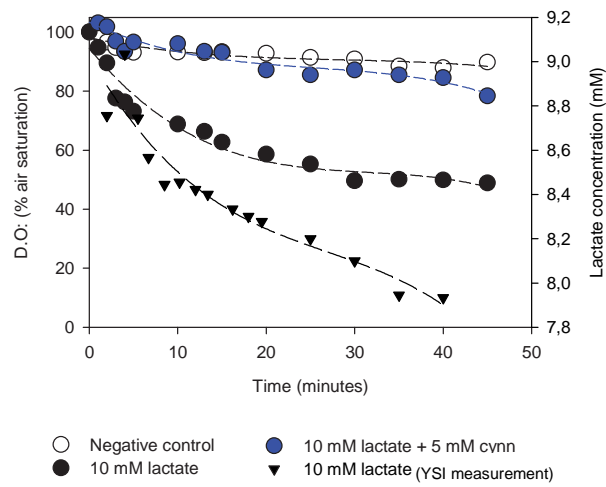 100
80
60
40
20
0
D.O: (% air saturation)
9,2
9,0
8,8
8,6
8,4
8,2
8,0
7,8
Lactate concentration (mM)
0 10 20 30 40 50
Time (minutes)
Negative control
10 mM lactate
10 mM lactate + 5 mM cynn
10 mM lactate (YSI measurement)